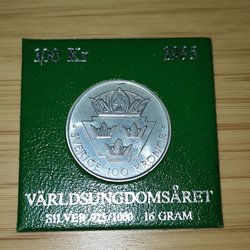 100 Kr 1985
SVERIGE 100 KRONOR
VÄRLDSUNGDOMSÅRET
SILVER 925/1000 16 GRAM